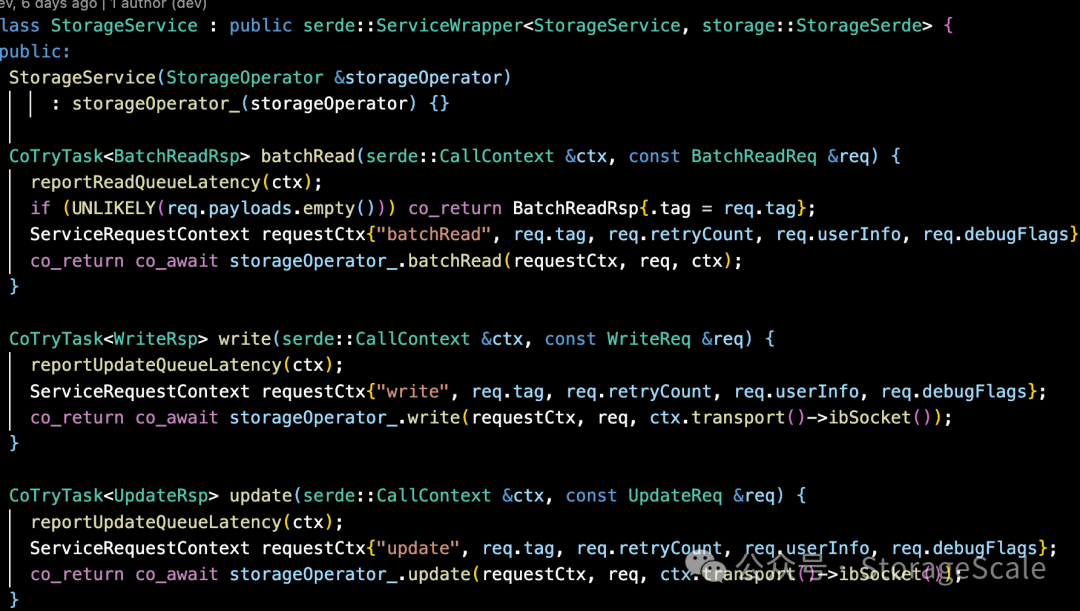 ev, 6 days ago | 1 author (dev)
lass StorageService : public serde::ServiceWrapper<StorageService, storage::StorageSerde> {
public:
StorageService(StorageOperator &storageOperator)
: storageOperator_(storageOperator) {}
CoTryTask<BatchReadRsp> batchRead(serde::CallContext &ctx, const BatchReadReq &req) {
reportReadQueueLatency(ctx);
if (UNLIKELY(req.payloads.empty())) co_return BatchReadRsp{.tag = req.tag};
ServiceRequestContext requestCtx{"batchRead", req.tag, req.retryCount, req.userInfo, req.debugFlags}
co_return co_await storageOperator_.batchRead(requestCtx, req, ctx);
}
CoTryTask<WriteRsp> write(serde::CallContext &ctx, const WriteReq &req) {
reportUpdateQueueLatency(ctx);
ServiceRequestContext requestCtx{"write", req.tag, req.retryCount, req.userInfo, req.debugFlags};
co_return co_await storageOperator_.write(requestCtx, req, ctx.transport()->ibSocket());
}
CoTryTask<UpdateRsp> update(serde::CallContext &ctx, const UpdateReq &req) {
reportUpdateQueueLatency(ctx);
ServiceRequestContext requestCtx{"update", req.tag, req.retryCount, req.userInfo, req.debugFlags};
co_return co_await storageOperator_.update(requestCtx, req, ctx.transport()->ibSocket());
公众号 · StorageScale
}